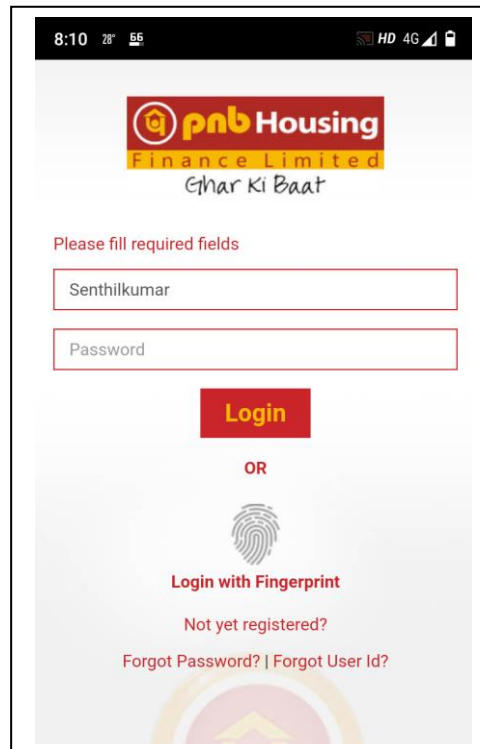 8:10 28° 66 HD 4G
pnb Housing
Finance Limited
Ghar Ki Baat
Please fill required fields
Senthilkumar
Password
Login
OR
Login with Fingerprint
Not yet registered?
Forgot Password? | Forgot User Id?